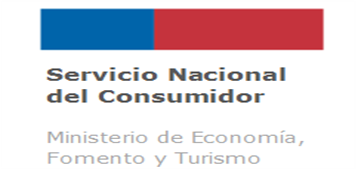 Servicio Nacional
del Consumidor
Ministerio de Economía,
Fomento y Turismo